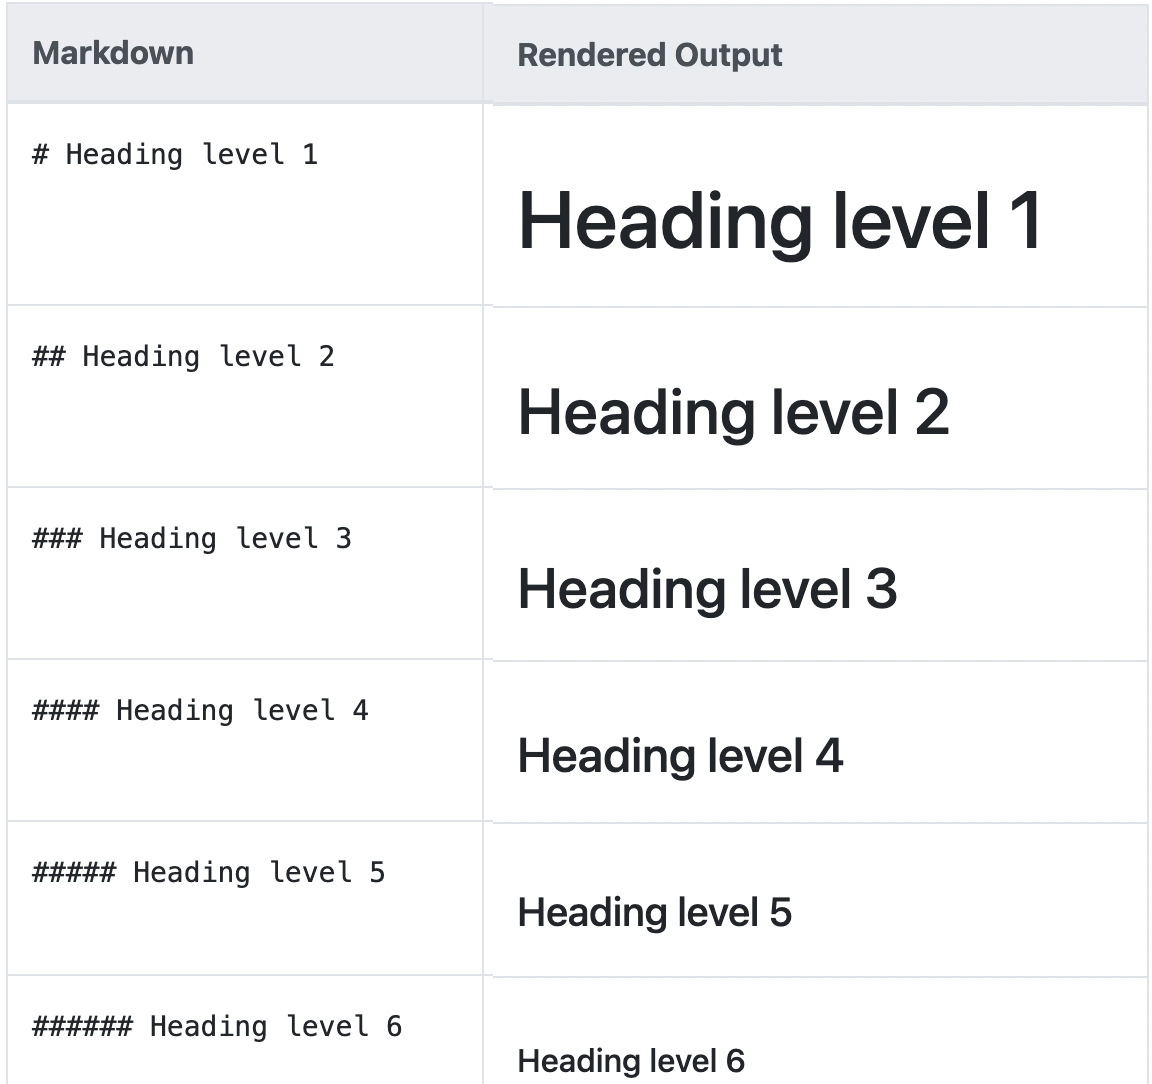 Markdown
Rendered Output
# Heading level 1
Heading level 1
## Heading level 2
Heading level 2
### Heading level 3
Heading level 3
#### Heading level 4
Heading level 4
##### Heading level 5
Heading level 5
###### Heading level 6
Heading level 6